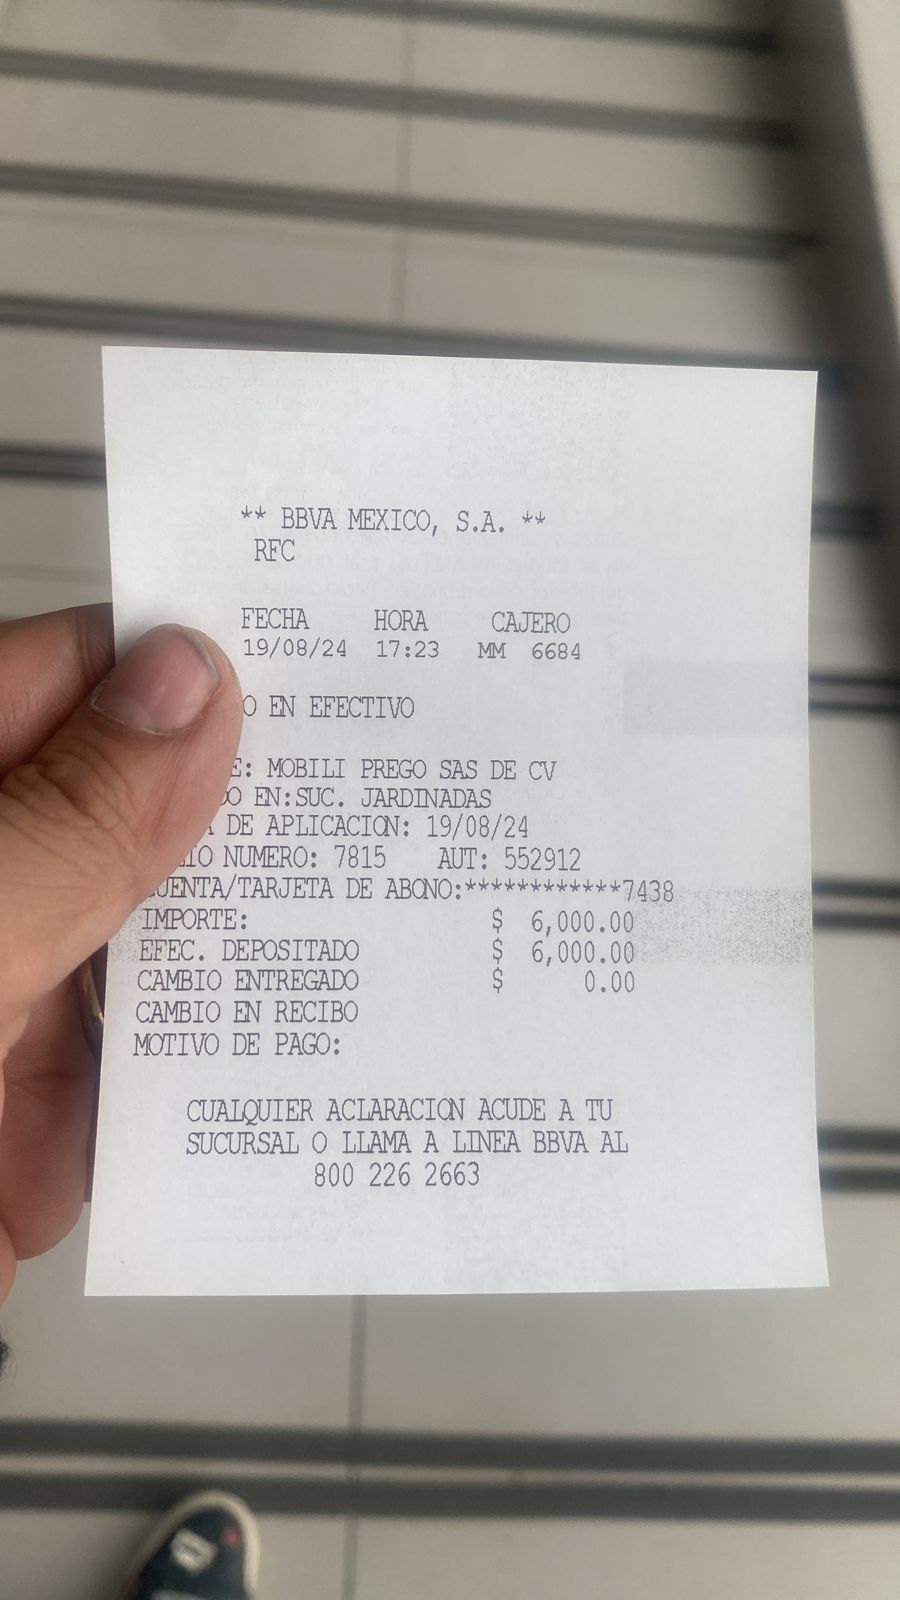 ** BBVA MEXICO, S.A. **
RFC
FECHA HORA CAJERO
19/08/24 17:23 MM 6684
O EN EFECTIVO
E: MOBILI PREGO SAS DE CV
DO EN:SUC. JARDINADAS
A DE APLICACION: 19/08/24
LIO NUMERO: 7815 AUT: 552912
CUENTA/TARJETA DE ABONO:************7438
IMPORTE: $ 6,000.00
EFEC. DEPOSITADO $ 6,000.00
CAMBIO ENTREGADO $ 0.00
CAMBIO EN RECIBO
MOTIVO DE PAGO:
CUALQUIER ACLARACION ACUDE A TU
SUCURSAL O LLAMA A LINEA BBVA AL
800 226 2663